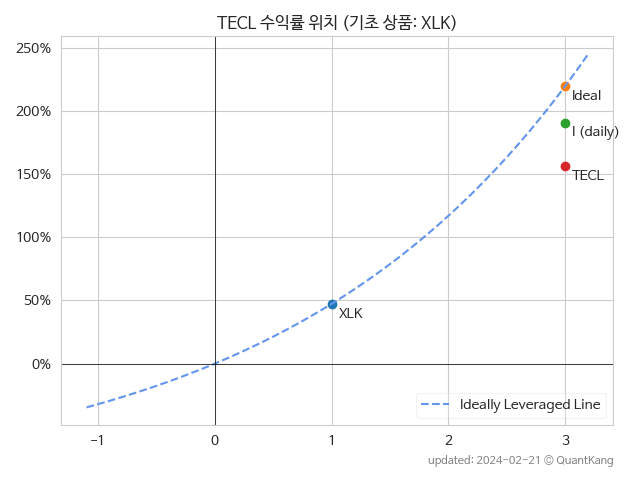 TECL 수익률 위치 (기초 상품: XLK)
250%
200%
150%
100%
50%
0%
Ideal
I (daily)
TECL
XLK
Ideally Leveraged Line
−1
0
1
2
3
updated: 2024-02-21 © QuantKang